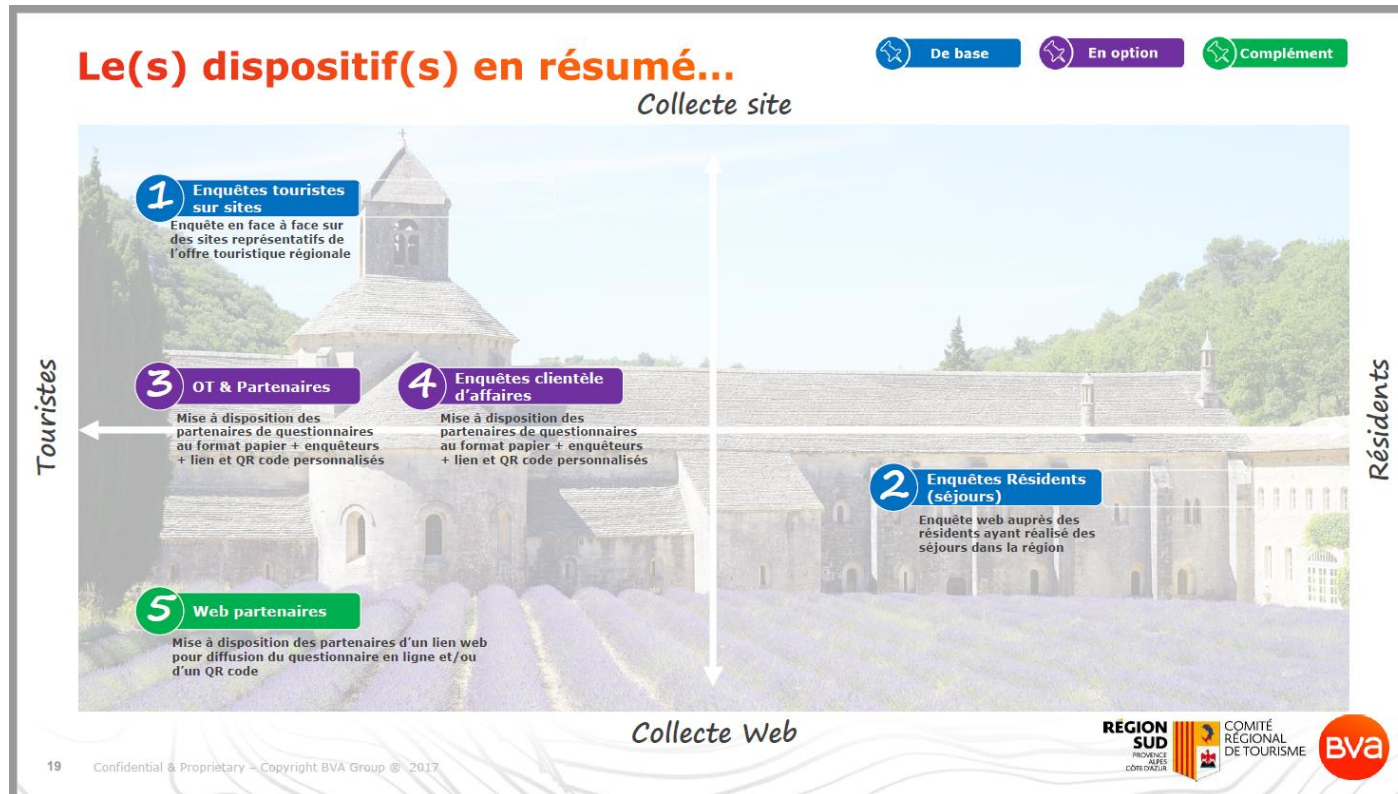 Le(s) dispositif(s) en résumé...
De base
En option
Complément
Collecte site
1 Enquêtes touristes
sur sites
Enquête en face à face sur
des sites représentatifs de
l'offre touristique régionale
Touristes
Résidents
3 OT & Partenaires
Mise à disposition des
partenaires de questionnaires
au format papier + enquêteurs
+ lien et QR code personnalisés
4 Enquêtes clientèle
d'affaires
Mise à disposition des
partenaires de questionnaires
au format papier + enquêteurs
+ lien et QR code personnalisés
2 Enquêtes Résidents
(séjours)
Enquête web auprès des
résidents ayant réalisé des
séjours dans la région
5 Web partenaires
Mise à disposition des partenaires d'un lien web
pour diffusion du questionnaire en ligne et/ou
d'un QR code
Collecte Web
RÉGION
SUD
PROVENCE
ALPES
CÔTE D'AZUR
COMITÉ
RÉGIONAL
DE TOURISME
BVA
19 Confidential & Proprietary – Copyright BVA Group ® 2017